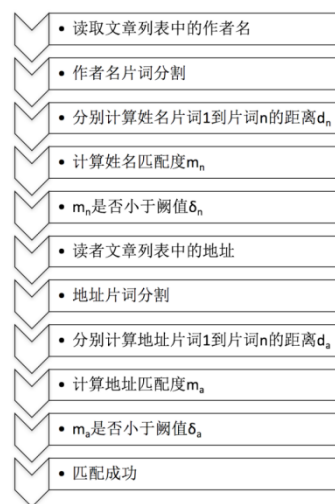 • 读取文章列表中的作者名
• 作者名片词分割
• 分别计算姓名片词1到片词n的距离dₙ
• 计算姓名匹配度mₙ
• mₙ是否小于阙值δₙ
• 读者文章列表中的地址
• 地址片词分割
• 分别计算地址片词1到片词n的距离dₐ
• 计算地址匹配度mₐ
• mₐ是否小于阙值δₐ
• 匹配成功